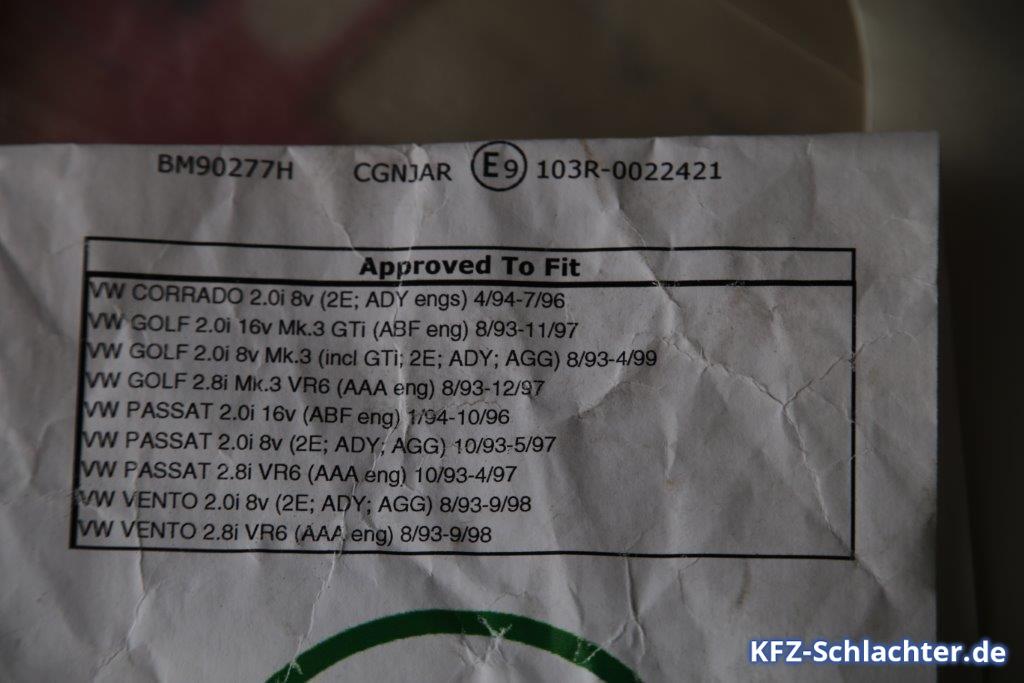 BM90277H CGNJAR E9 103R-0022421
Approved To Fit
VW CORRADO 2.0i 8v (2E; ADY engs) 4/94-7/96
VW GOLF 2.0i 16v Mk.3 GTi (ABF eng) 8/93-11/97
VW GOLF 2.0i 8v Mk.3 (incl GTi; 2E; ADY; AGG) 8/93-4/99
VW GOLF 2.8i Mk.3 VR6 (AAA eng) 8/93-12/97
VW PASSAT 2.0i 16v (ABF eng) 1/94-10/96
VW PASSAT 2.0i 8v (2E; ADY; AGG) 10/93-5/97
VW PASSAT 2.8i VR6 (AAA eng) 10/93-4/97
VW VENTO 2.0i 8v (2E; ADY; AGG) 8/93-9/98
VW VENTO 2.8i VR6 (AAA eng) 8/93-9/98
KFZ-Schlachter.de